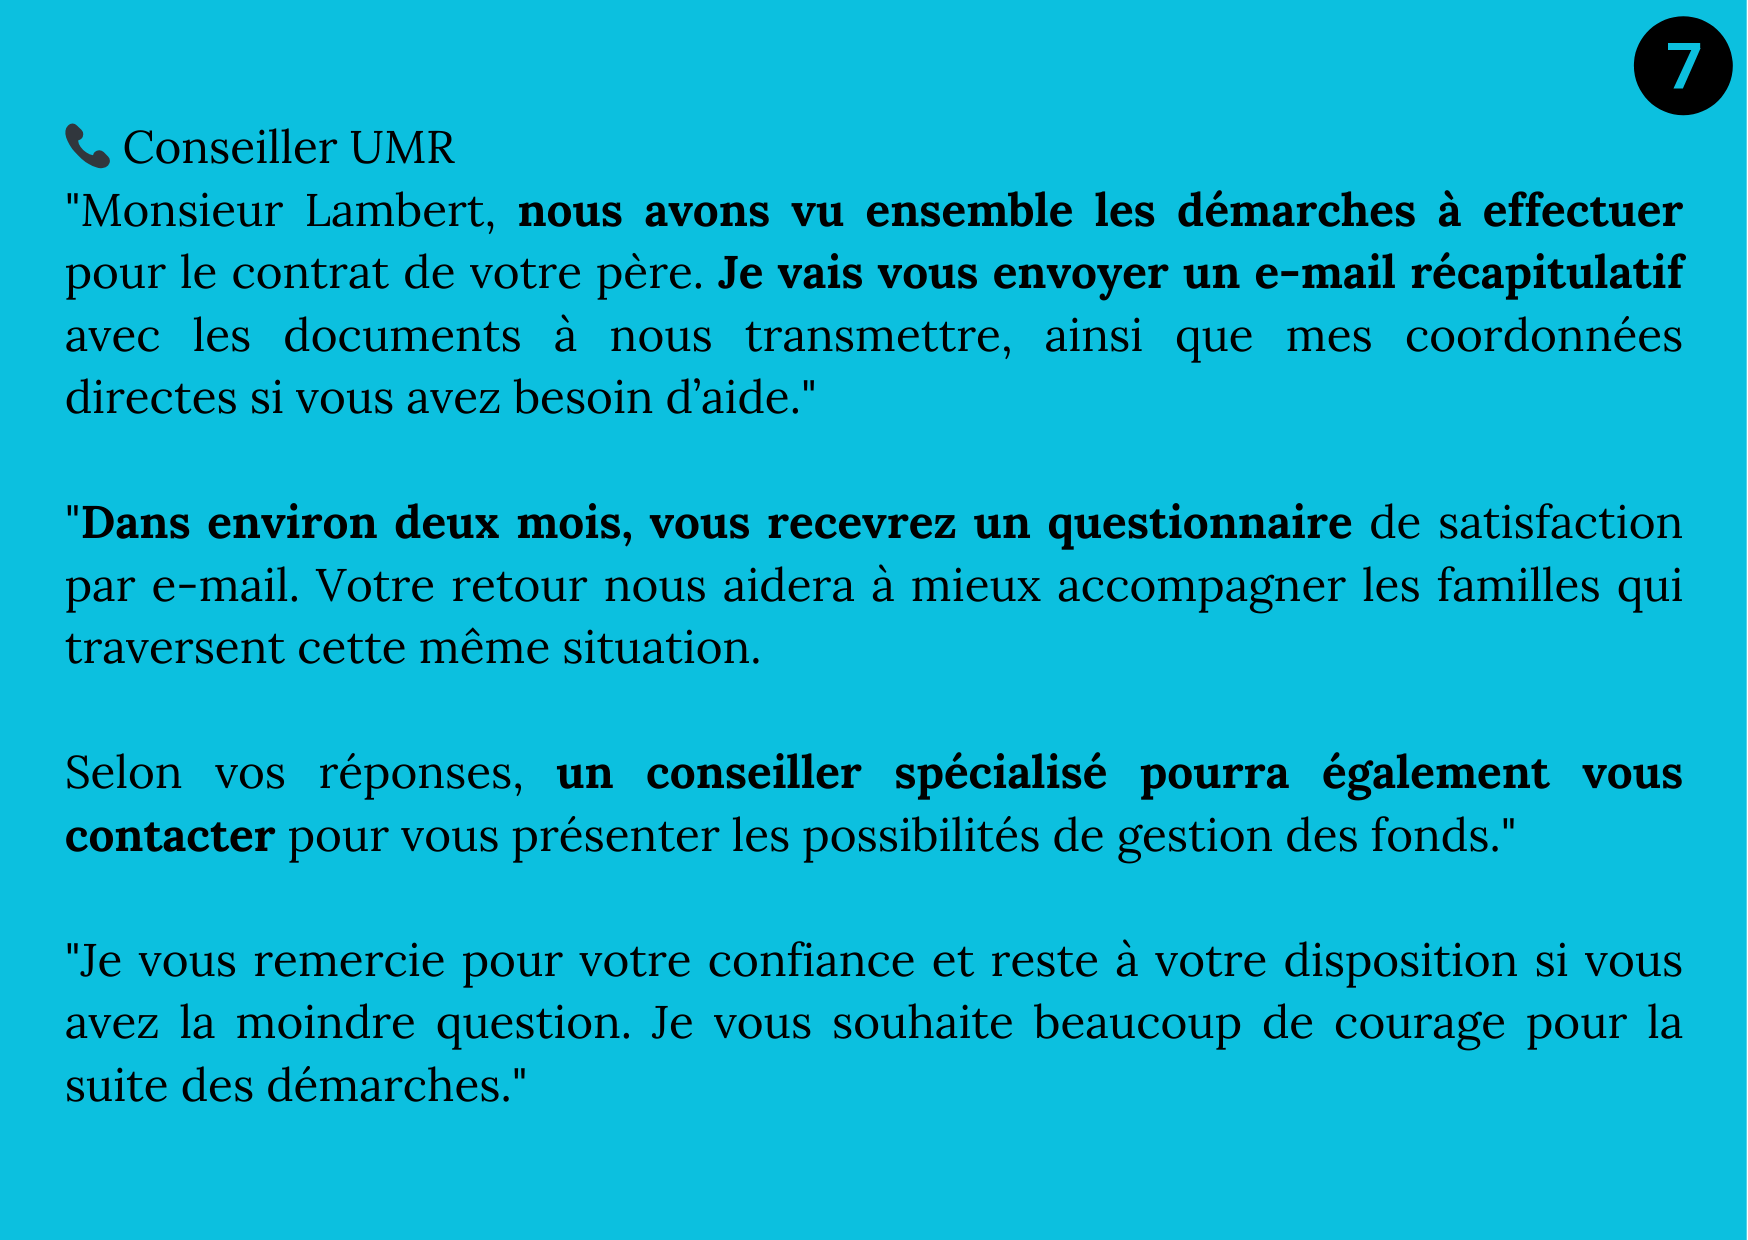 7
📞 Conseiller UMR
"Monsieur Lambert, nous avons vu ensemble les démarches à effectuer
pour le contrat de votre père. Je vais vous envoyer un e-mail récapitulatif
avec les documents à nous transmettre, ainsi que mes coordonnées
directes si vous avez besoin d’aide."
"Dans environ deux mois, vous recevrez un questionnaire de satisfaction
par e-mail. Votre retour nous aidera à mieux accompagner les familles qui
traversent cette même situation.
Selon vos réponses, un conseiller spécialisé pourra également vous
contacter pour vous présenter les possibilités de gestion des fonds."
"Je vous remercie pour votre confiance et reste à votre disposition si vous
avez la moindre question. Je vous souhaite beaucoup de courage pour la
suite des démarches."